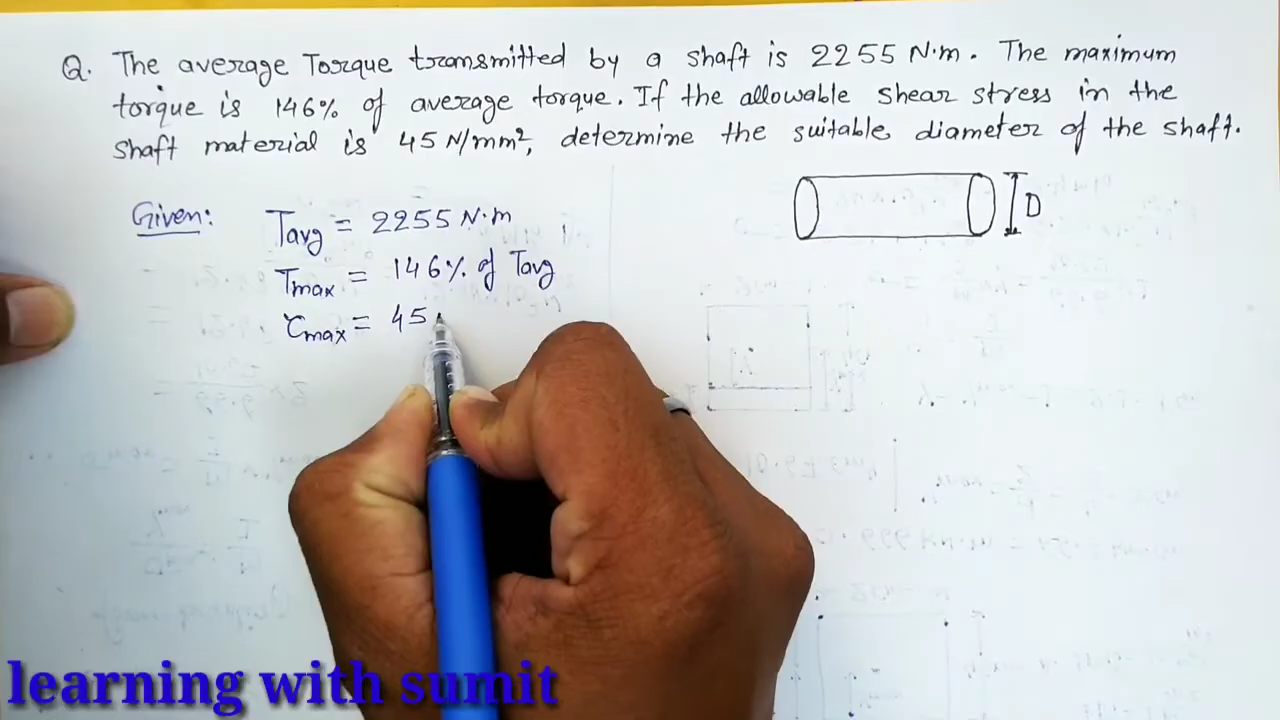 Q. The average Torque transmitted by a shaft is 2255 N·m. The maximum
torque is 146% of average torque. If the allowable shear stress in the
shaft material is 45 N/mm², determine the suitable diameter of the shaft.
D
Given: Tavg = 2255 N·m
Tmax = 146% of Tavg
τmax = 45
learning with sumit